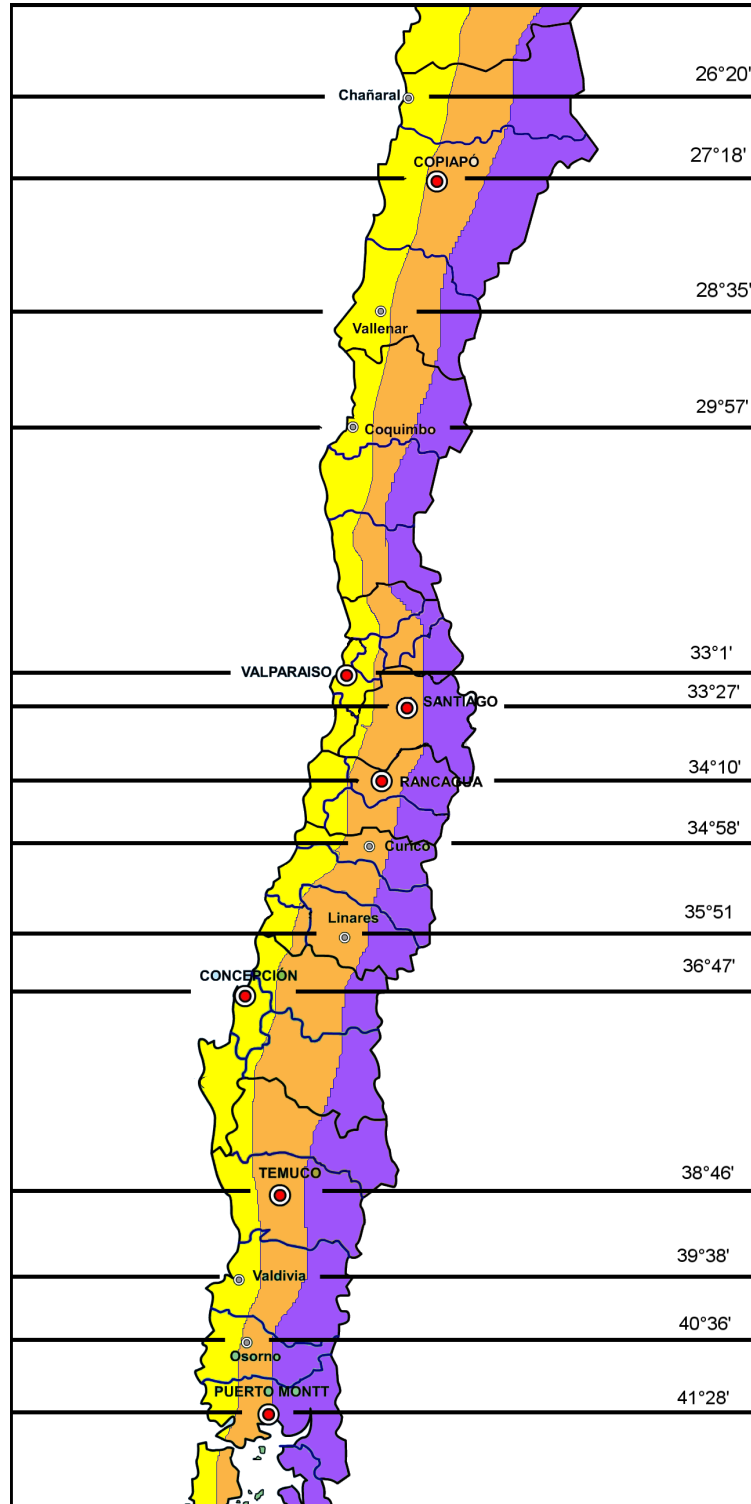 26°20'
Chañaral
27°18'
COPIAPÓ
28°35'
Vallenar
29°57'
Coquimbo
33°1'
VALPARAISO
33°27'
SANTIAGO
34°10'
RANCAGUA
34°58'
Curico
35°51
Linares
36°47'
CONCEPCIÓN
38°46'
TEMUCO
39°38'
Valdivia
40°36'
Osorno
PUERTO MONTT
41°28'